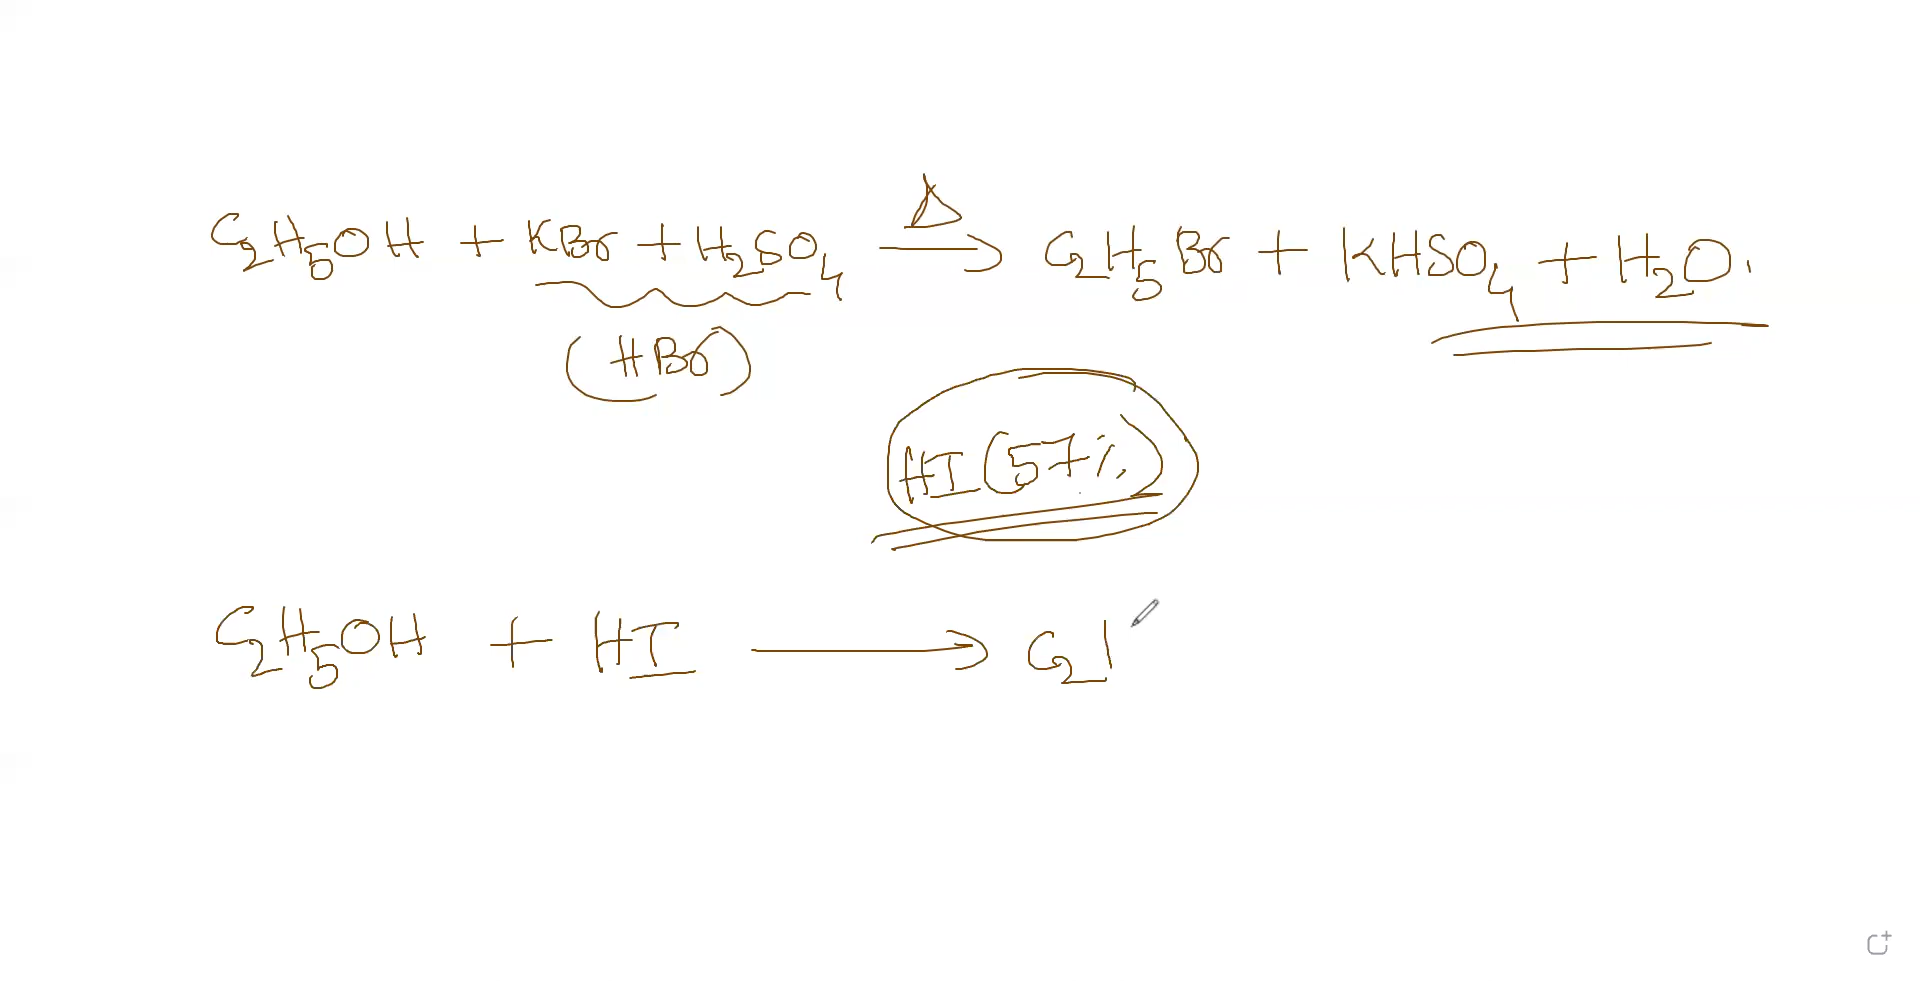 C₂H₅OH + KBr + H₂SO₄ —Δ→ C₂H₅Br + KHSO₄ + H₂O.
(HBr)
HI (57%)
C₂H₅OH + HI ⟶ C₂